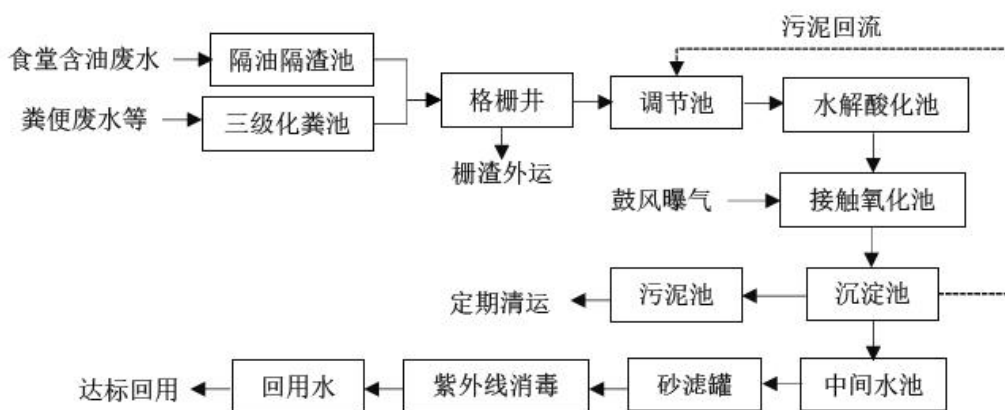 污泥回流
食堂含油废水
隔油隔渣池
粪便废水等
三级化粪池
格栅井
调节池
水解酸化池
栅渣外运
鼓风曝气
接触氧化池
定期清运
污泥池
沉淀池
达标回用
回用水
紫外线消毒
砂滤罐
中间水池